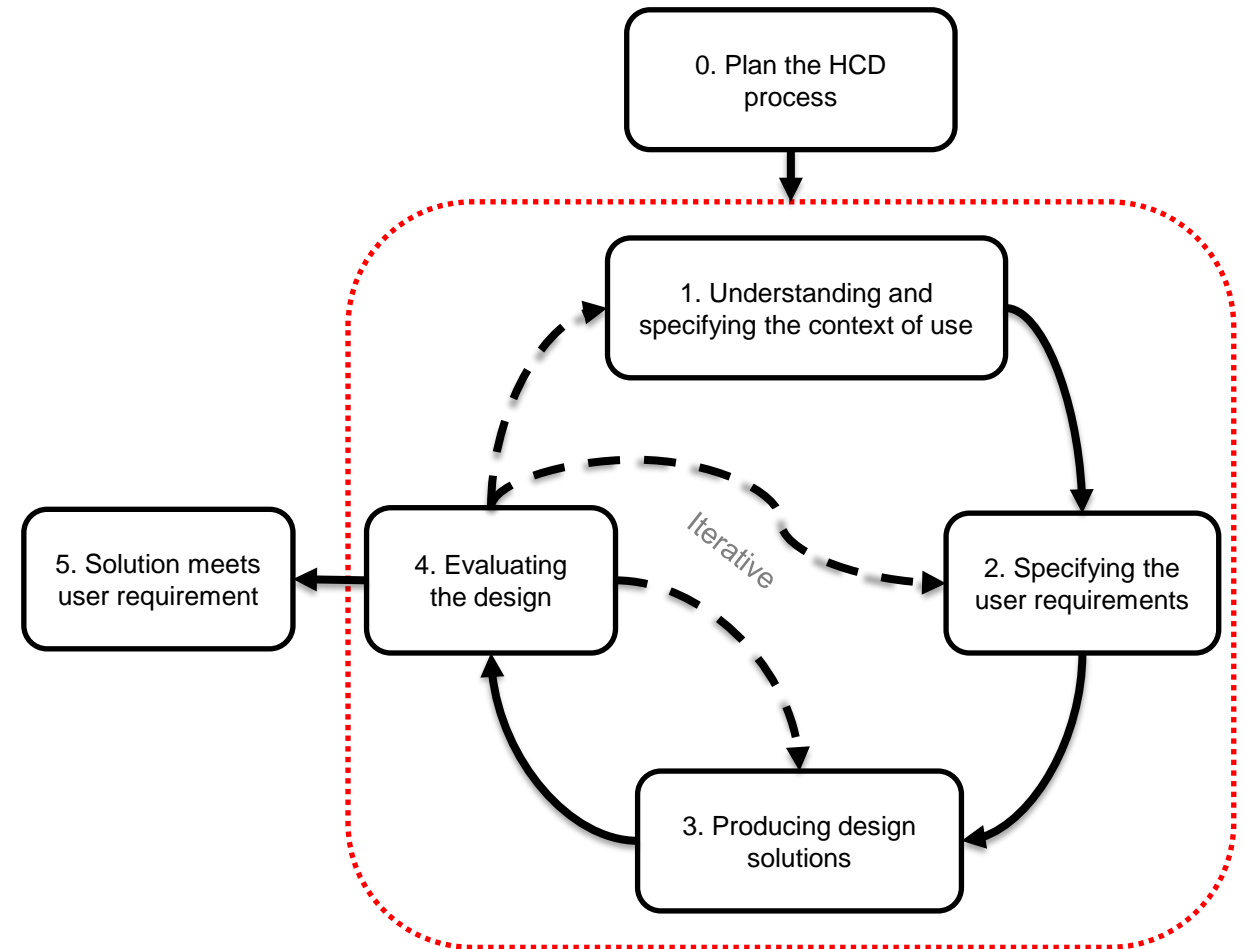 0. Plan the HCD
process
1. Understanding and
specifying the context of use
Iterative
5. Solution meets
user requirement
4. Evaluating
the design
2. Specifying the
user requirements
3. Producing design
solutions